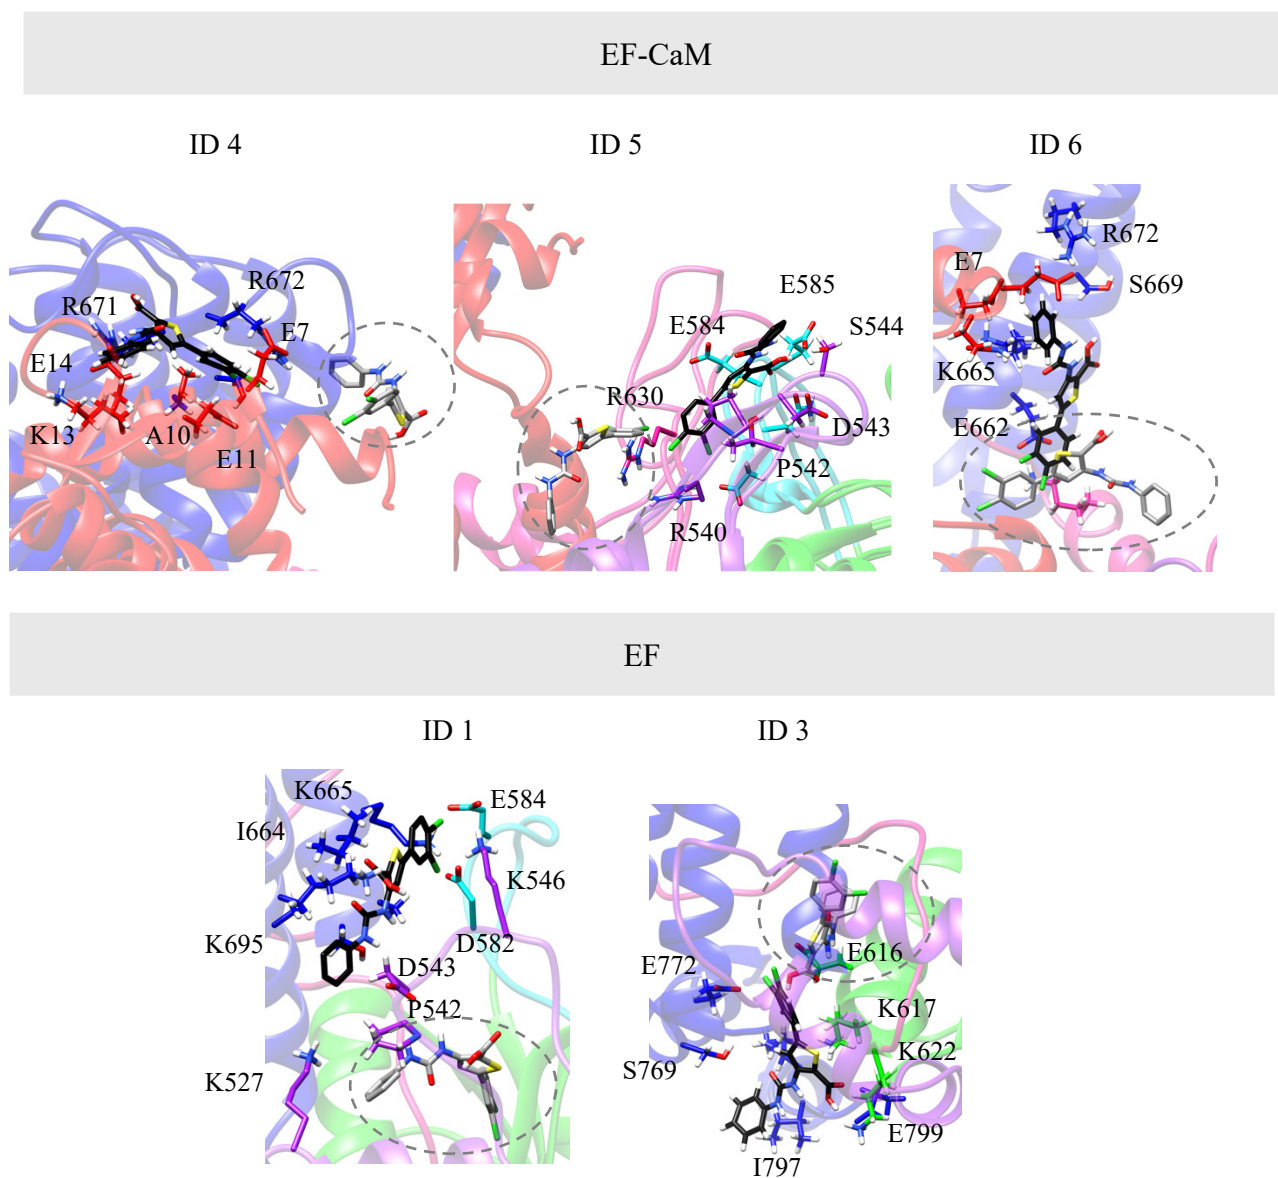 EF-CaM
ID 4
ID 5
ID 6
R672
R671
E7
E14
K13
A10
E11
E585
E584
S544
R630
D543
P542
R540
R672
E7
S669
K665
E662
EF
ID 1
ID 3
K665
E584
I664
K546
K695
D582
D543
P542
K527
E616
E772
K617
K622
S769
E799
I797